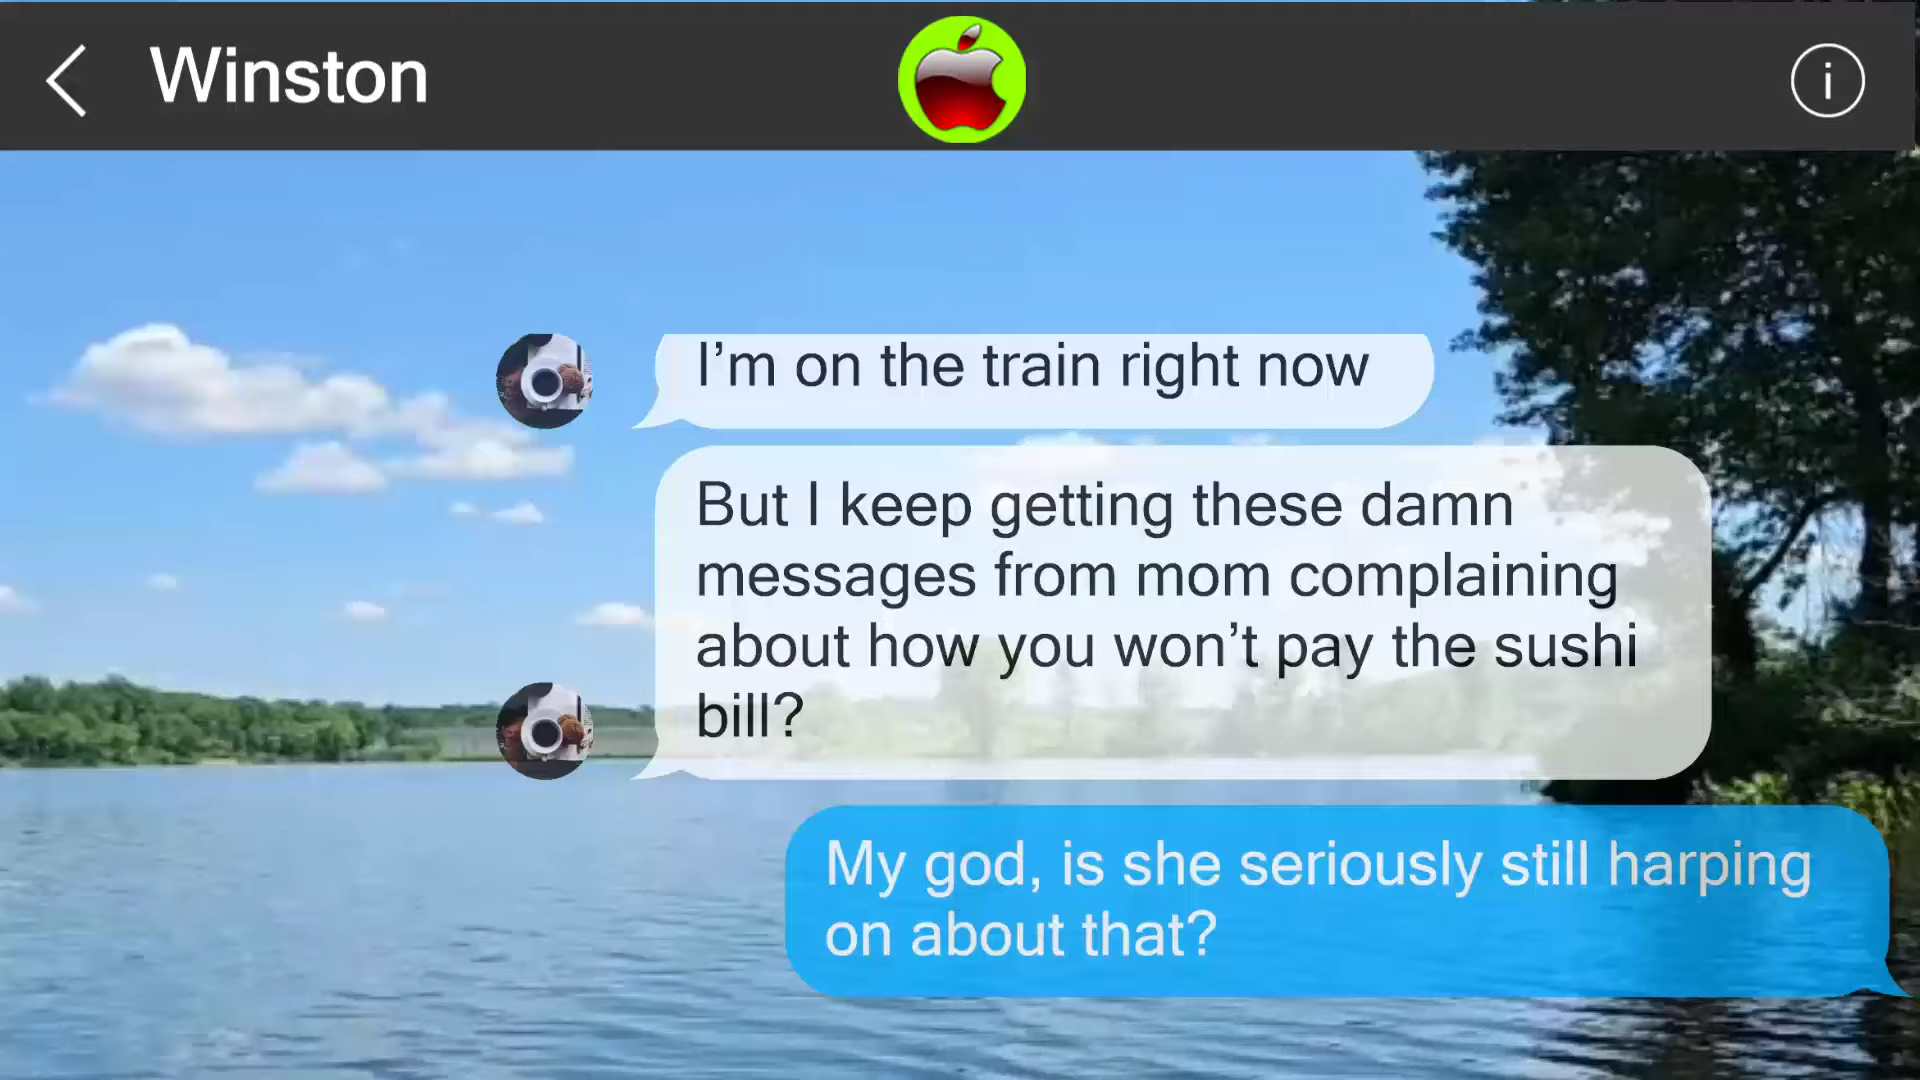 Winston
i
I’m on the train right now
But I keep getting these damn
messages from mom complaining
about how you won’t pay the sushi
bill?
My god, is she seriously still harping
on about that?